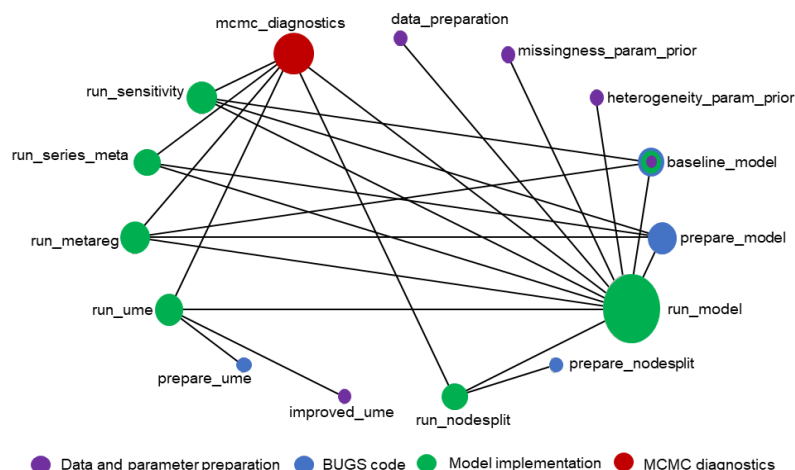 data_preparation
mcmc_diagnostics
missingness_param_prior
run_sensitivity
heterogeneity_param_prior
run_series_meta
baseline_model
run_metareg
prepare_model
run_ume
run_model
prepare_ume
prepare_nodesplit
improved_ume
run_nodesplit
Data and parameter preparation
BUGS code
Model implementation
MCMC diagnostics